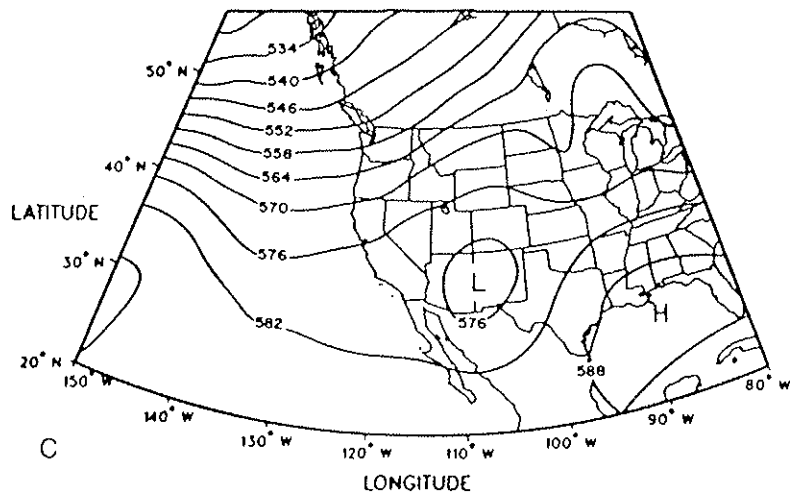 534
50° N
540
546
552
558
40° N
564
570
LATITUDE
576
30° N
L
582
576
H
20° N
588
150° W
80° W
140° W
90° W
130° W
100° W
120° W
110° W
C
LONGITUDE